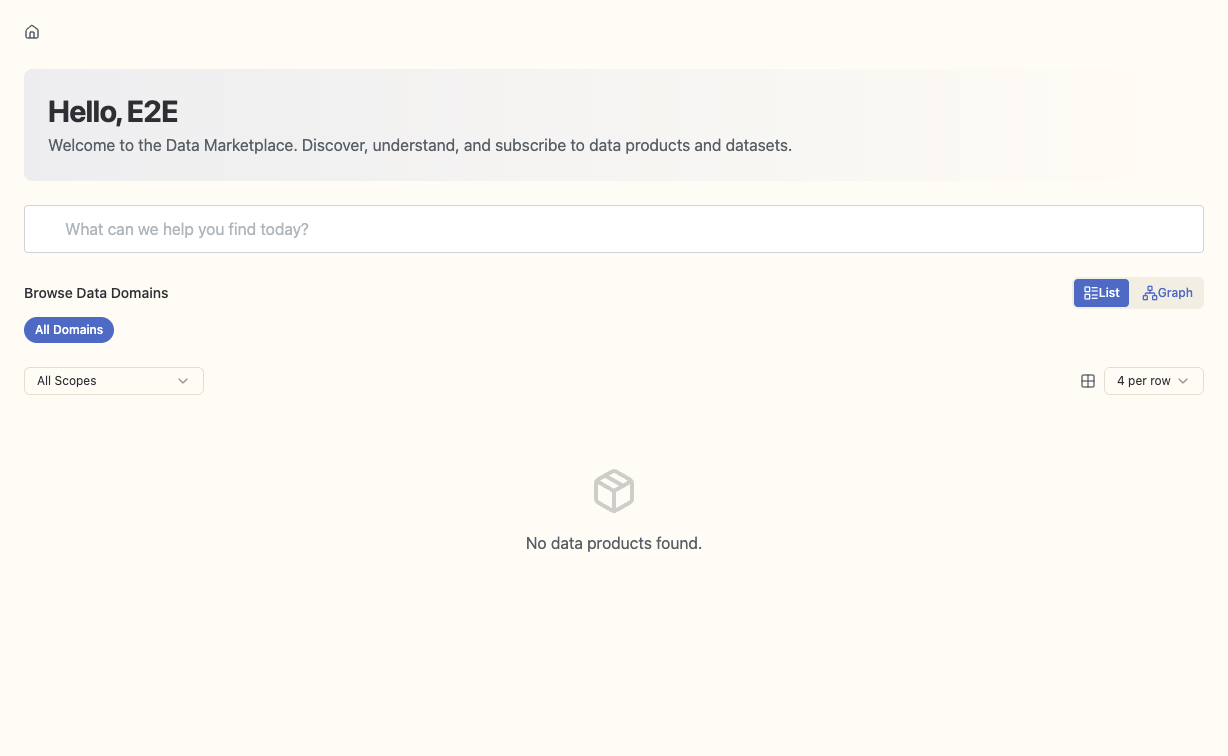 Hello, E2E
Welcome to the Data Marketplace. Discover, understand, and subscribe to data products and datasets.
What can we help you find today?
Browse Data Domains
List
Graph
All Domains
All Scopes
4 per row
No data products found.